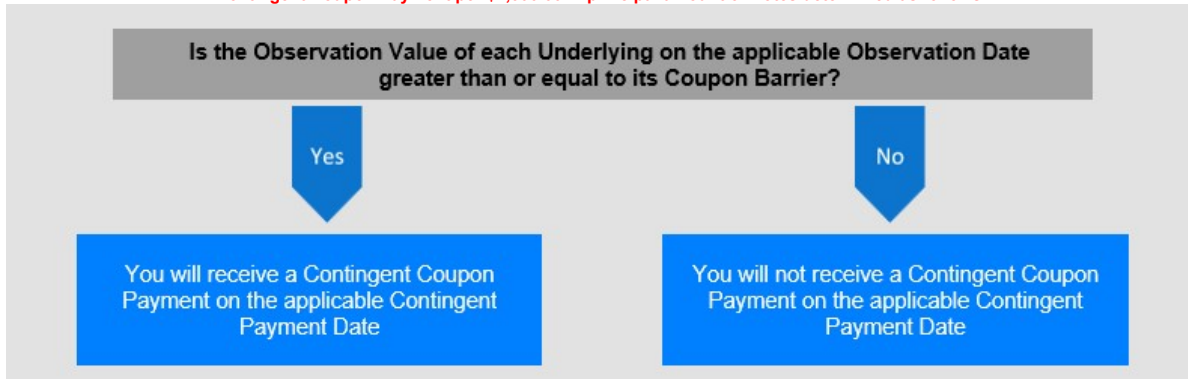 Is the Observation Value of each Underlying on the applicable Observation Date
greater than or equal to its Coupon Barrier?
Yes
No
You will receive a Contingent Coupon
Payment on the applicable Contingent
Payment Date
You will not receive a Contingent Coupon
Payment on the applicable Contingent
Payment Date